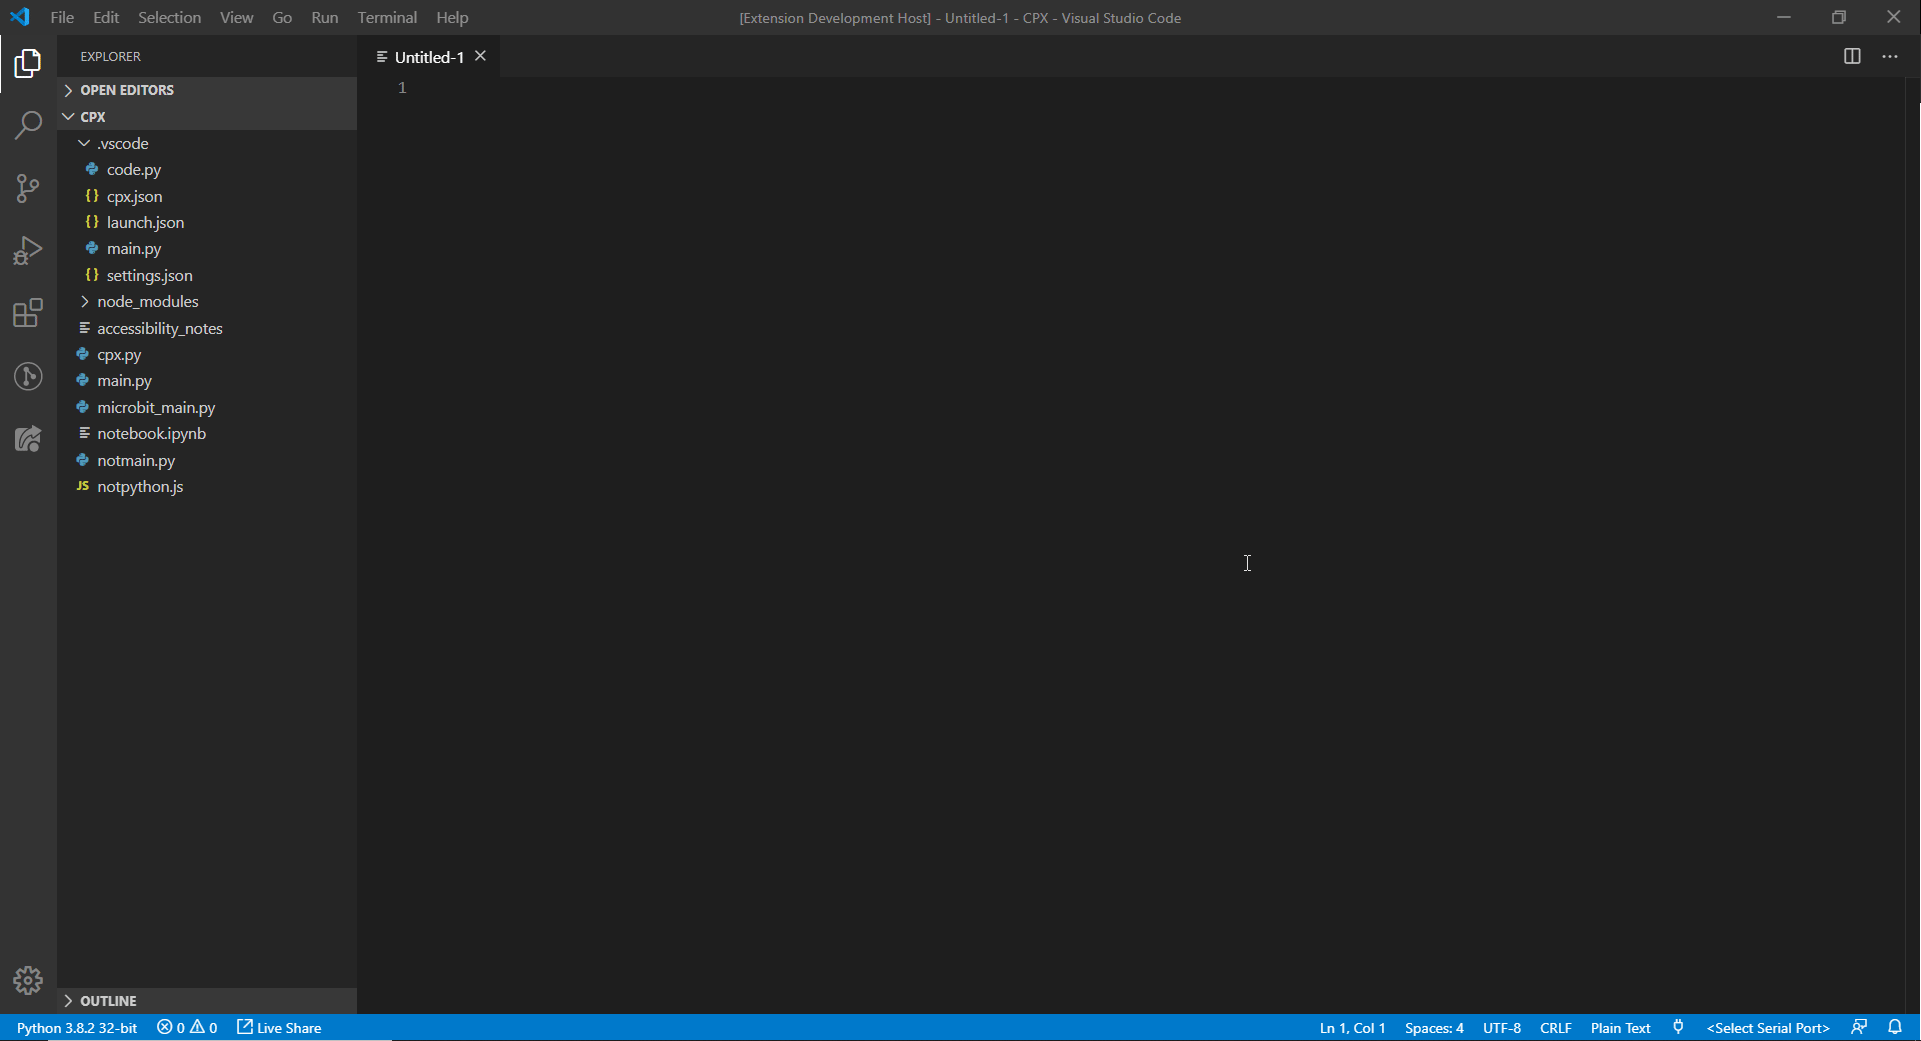 File Edit Selection View Go Run Terminal Help
[Extension Development Host] - Untitled-1 - CPX - Visual Studio Code
EXPLORER
OPEN EDITORS
CPX
.vscode
code.py
{} cpx.json
{} launch.json
main.py
{} settings.json
node_modules
accessibility_notes
cpx.py
main.py
microbit_main.py
notebook.ipynb
notmain.py
JS notpython.js
OUTLINE
Untitled-1
1
Python 3.8.2 32-bit 0 0 Live Share
Ln 1, Col 1 Spaces: 4 UTF-8 CRLF Plain Text <Select Serial Port>